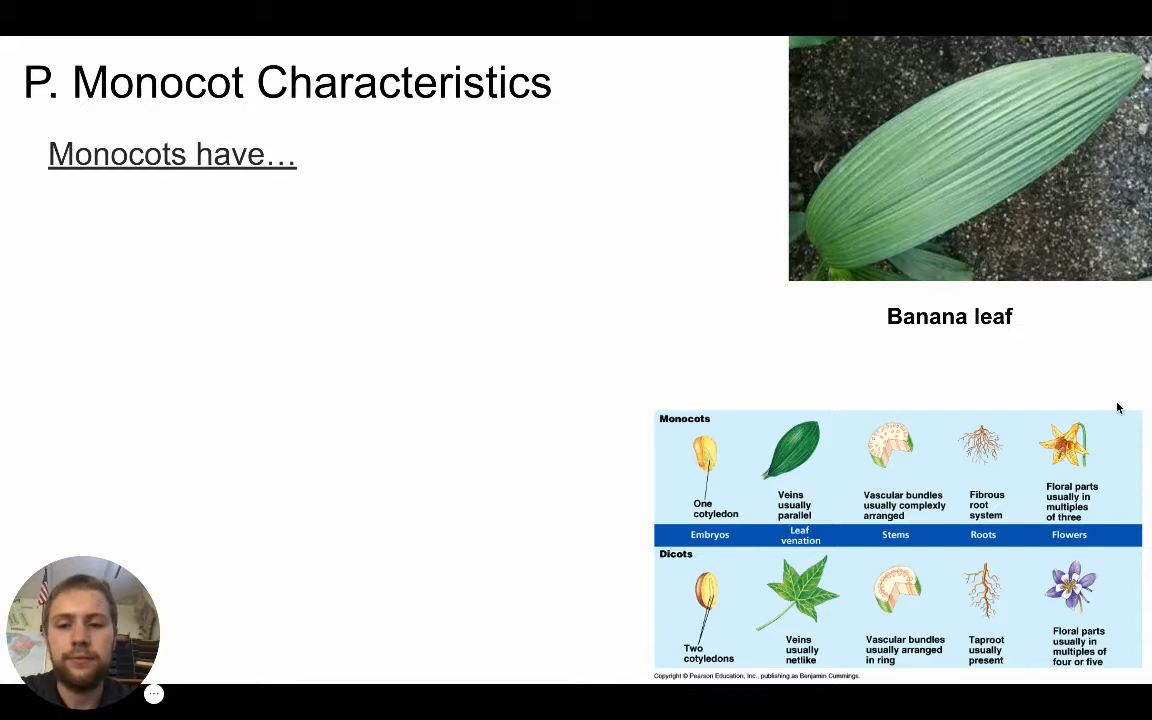 P. Monocot Characteristics
Monocots have…
Banana leaf
Monocots
One
cotyledon
Veins
usually
parallel
Vascular bundles
usually complexly
arranged
Fibrous
root
system
Floral parts
usually in
multiples
of three
Embryos
Leaf
venation
Stems
Roots
Flowers
Dicots
Two
cotyledons
Veins
usually
netlike
Vascular bundles
usually arranged
in ring
Taproot
usually
present
Floral parts
usually in
multiples of
four or five
Copyright © Pearson Education, Inc., publishing as Benjamin Cummings.